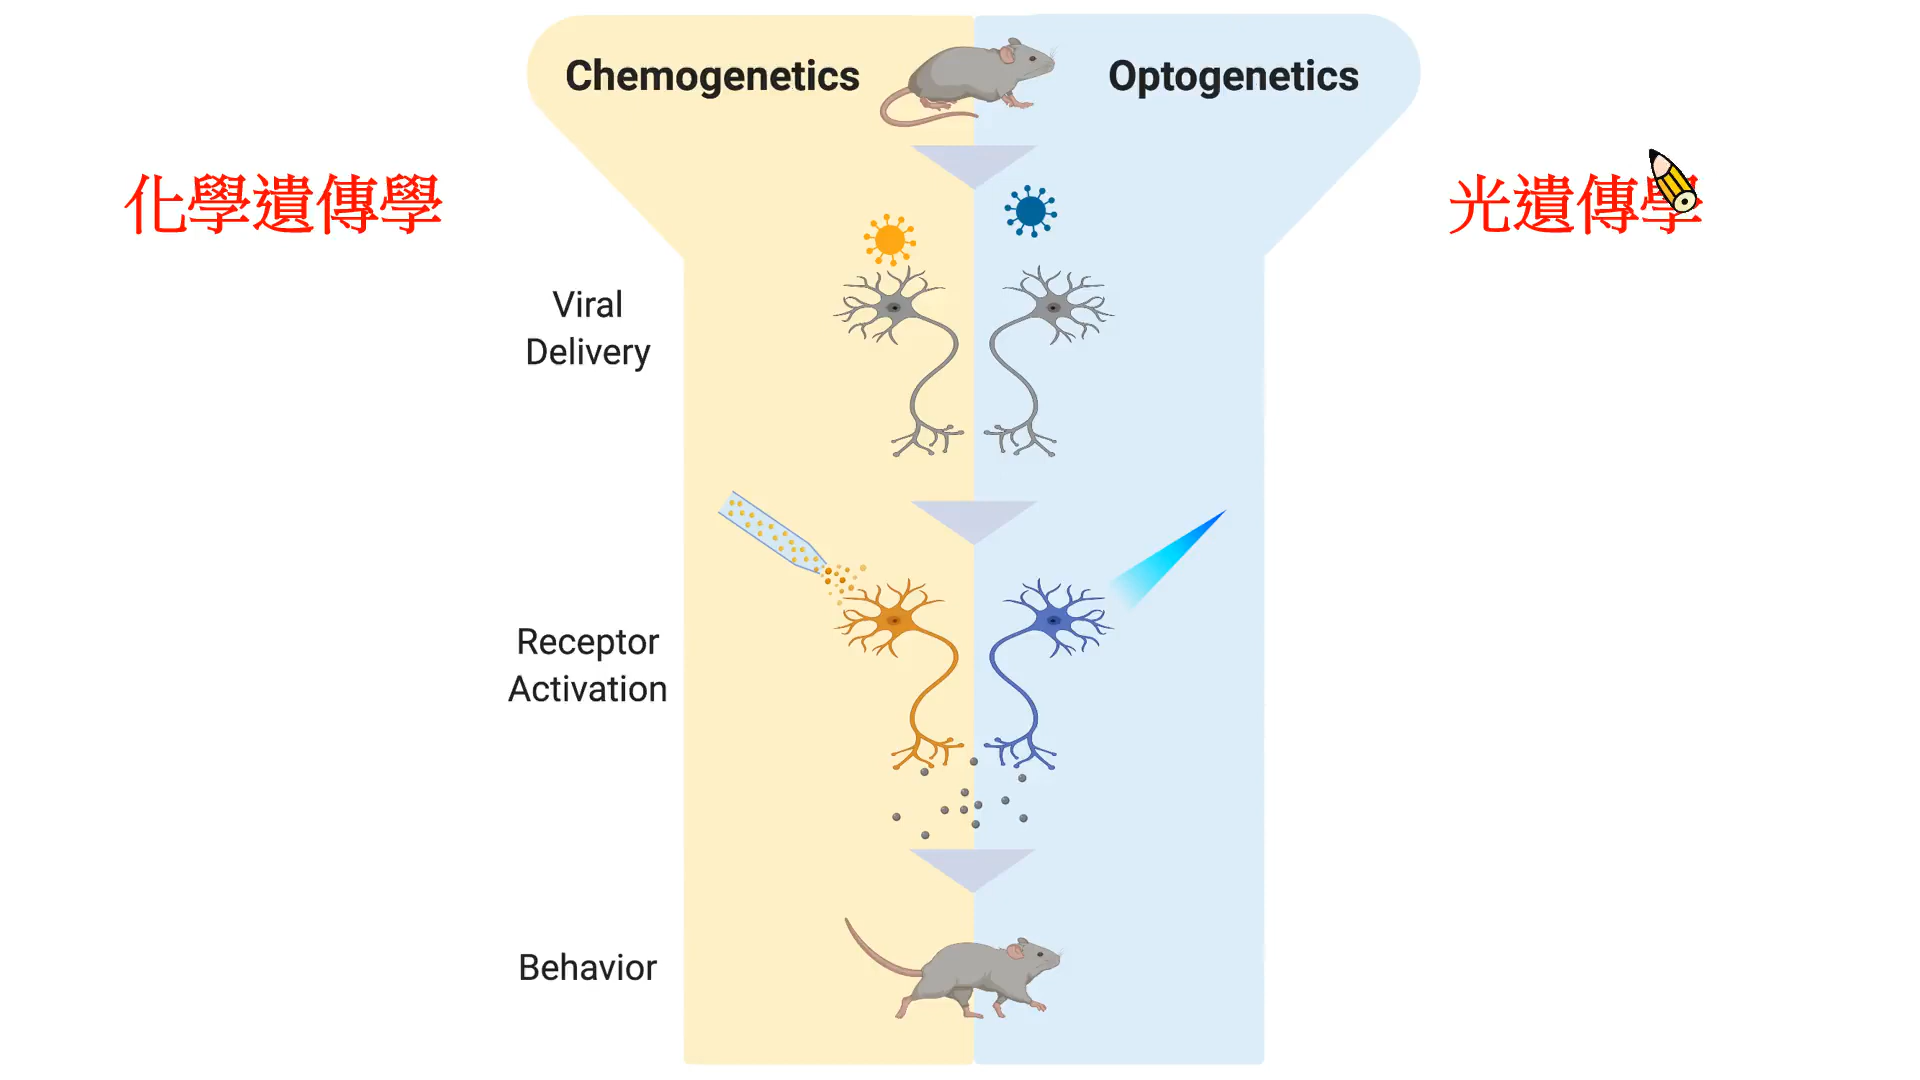 Chemogenetics
Optogenetics
化學遺傳學
光遺傳學
Viral
Delivery
Receptor
Activation
Behavior